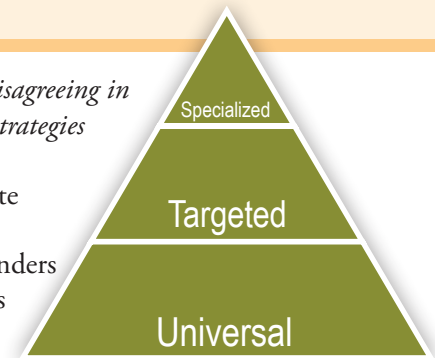 isagreeing in
trategies
te
nders
s
Specialized
Targeted
Universal